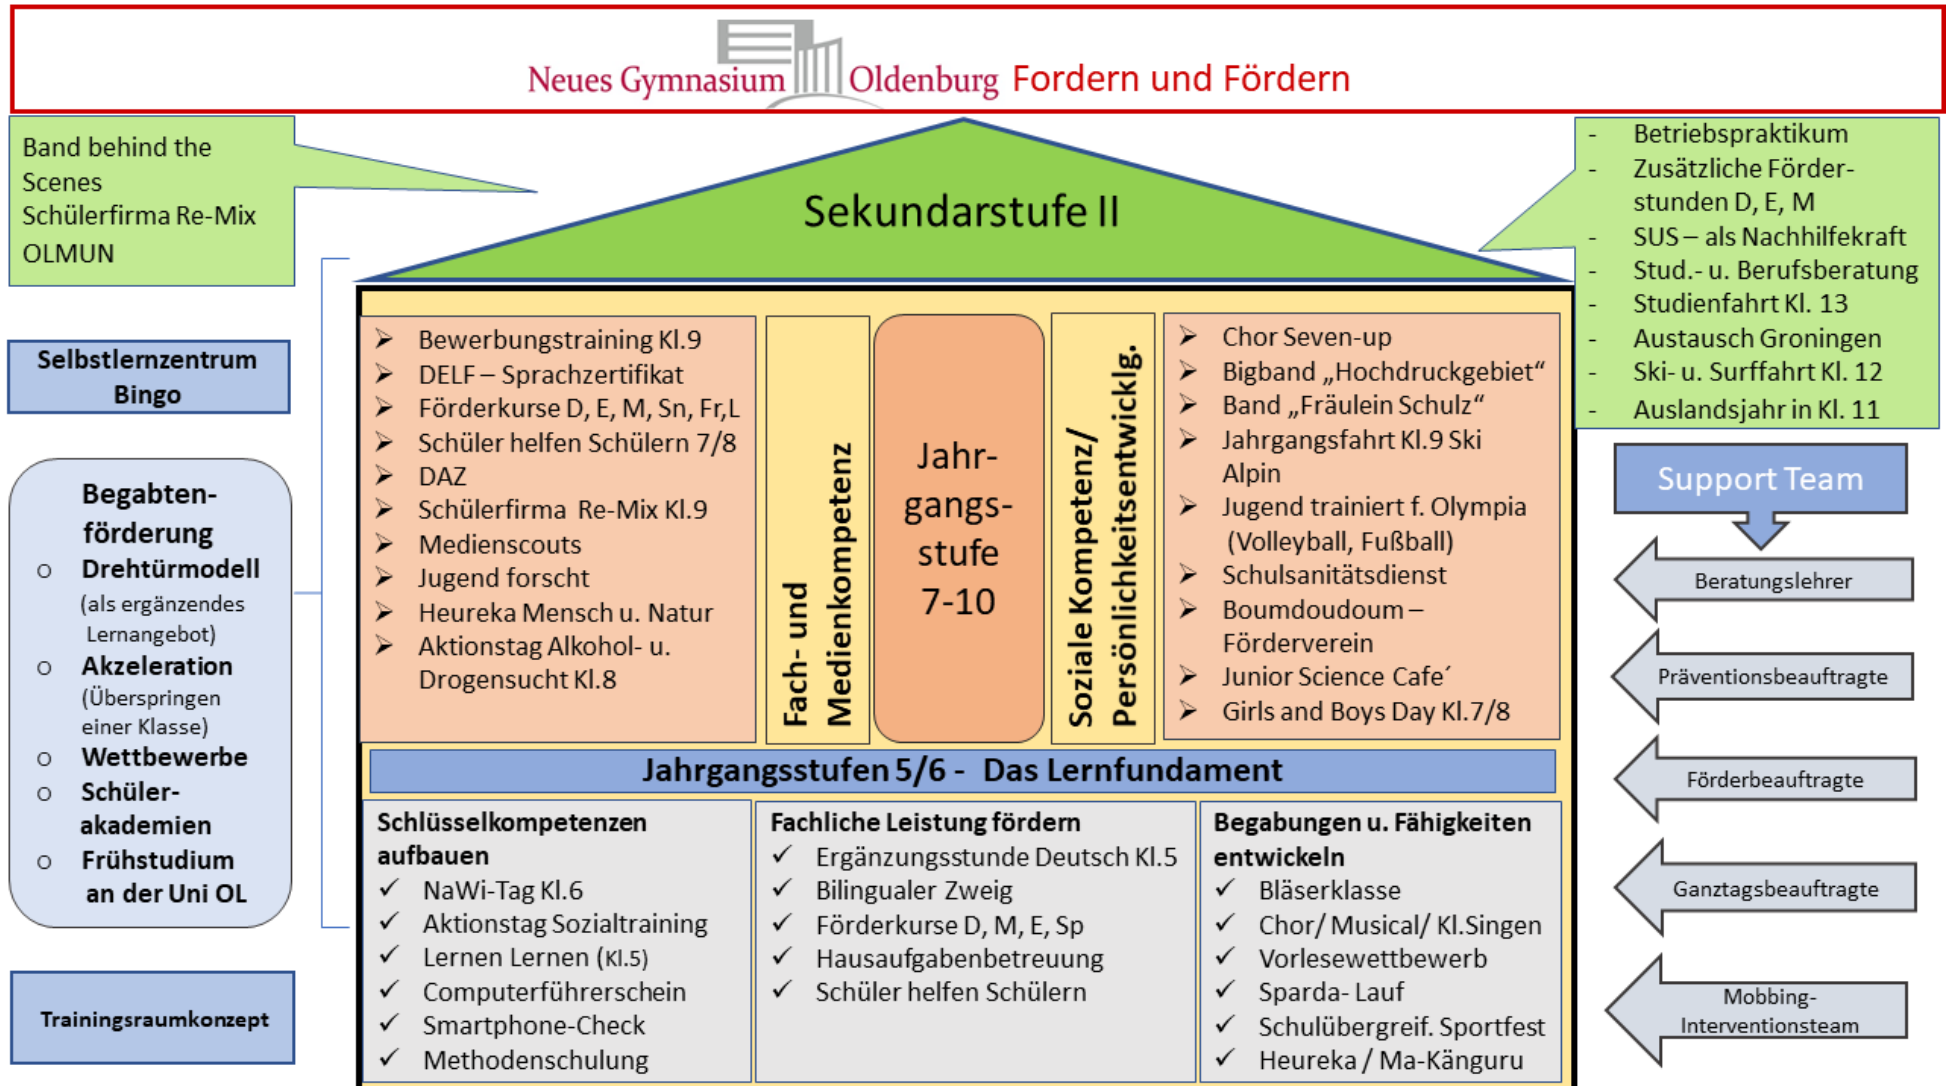 Neues Gymnasium Oldenburg Fordern und Fördern
Band behind the
Scenes
Schülerfirma Re-Mix
OLMUN
Sekundarstufe II
- Betriebspraktikum
- Zusätzliche Förder-
stunden D, E, M
- SUS – als Nachhilfekraft
- Stud.- u. Berufsberatung
- Studienfahrt Kl. 13
- Austausch Groningen
- Ski- u. Surffahrt Kl. 12
- Auslandsjahr in Kl. 11
Selbstlernzentrum
Bingo
Begabten-
förderung
o Drehtürmodell
(als ergänzendes
Lernangebot)
o Akzeleration
(Überspringen
einer Klasse)
o Wettbewerbe
o Schüler-
akademien
o Frühstudium
an der Uni OL
Trainingsraumkonzept
➢ Bewerbungstraining Kl.9
➢ DELF – Sprachzertifikat
➢ Förderkurse D, E, M, Sn, Fr,L
➢ Schüler helfen Schülern 7/8
➢ DAZ
➢ Schülerfirma Re-Mix Kl.9
➢ Medienscouts
➢ Jugend forscht
➢ Heureka Mensch u. Natur
➢ Aktionstag Alkohol- u.
Drogensucht Kl.8
Fach- und
Medienkompetenz
Jahr-
gangs-
stufe
7-10
Soziale Kompetenz/
Persönlichkeitsentwicklg.
➢ Chor Seven-up
➢ Bigband „Hochdruckgebiet“
➢ Band „Fräulein Schulz“
➢ Jahrgangsfahrt Kl.9 Ski
Alpin
➢ Jugend trainiert f. Olympia
(Volleyball, Fußball)
➢ Schulsanitätsdienst
➢ Boumdoudoum –
Förderverein
➢ Junior Science Cafe´
➢ Girls and Boys Day Kl.7/8
Jahrgangsstufen 5/6 - Das Lernfundament
Schlüsselkompetenzen
aufbauen
✓ NaWi-Tag Kl.6
✓ Aktionstag Sozialtraining
✓ Lernen Lernen (Kl.5)
✓ Computerführerschein
✓ Smartphone-Check
✓ Methodenschulung
Fachliche Leistung fördern
✓ Ergänzungsstunde Deutsch Kl.5
✓ Bilingualer Zweig
✓ Förderkurse D, M, E, Sp
✓ Hausaufgabenbetreuung
✓ Schüler helfen Schülern
Begabungen u. Fähigkeiten
entwickeln
✓ Bläserklasse
✓ Chor/ Musical/ Kl.Singen
✓ Vorlesewettbewerb
✓ Sparda- Lauf
✓ Schulübergreif. Sportfest
✓ Heureka / Ma-Känguru
Support Team
Beratungslehrer
Präventionsbeauftragte
Förderbeauftragte
Ganztagsbeauftragte
Mobbing-
Interventionsteam